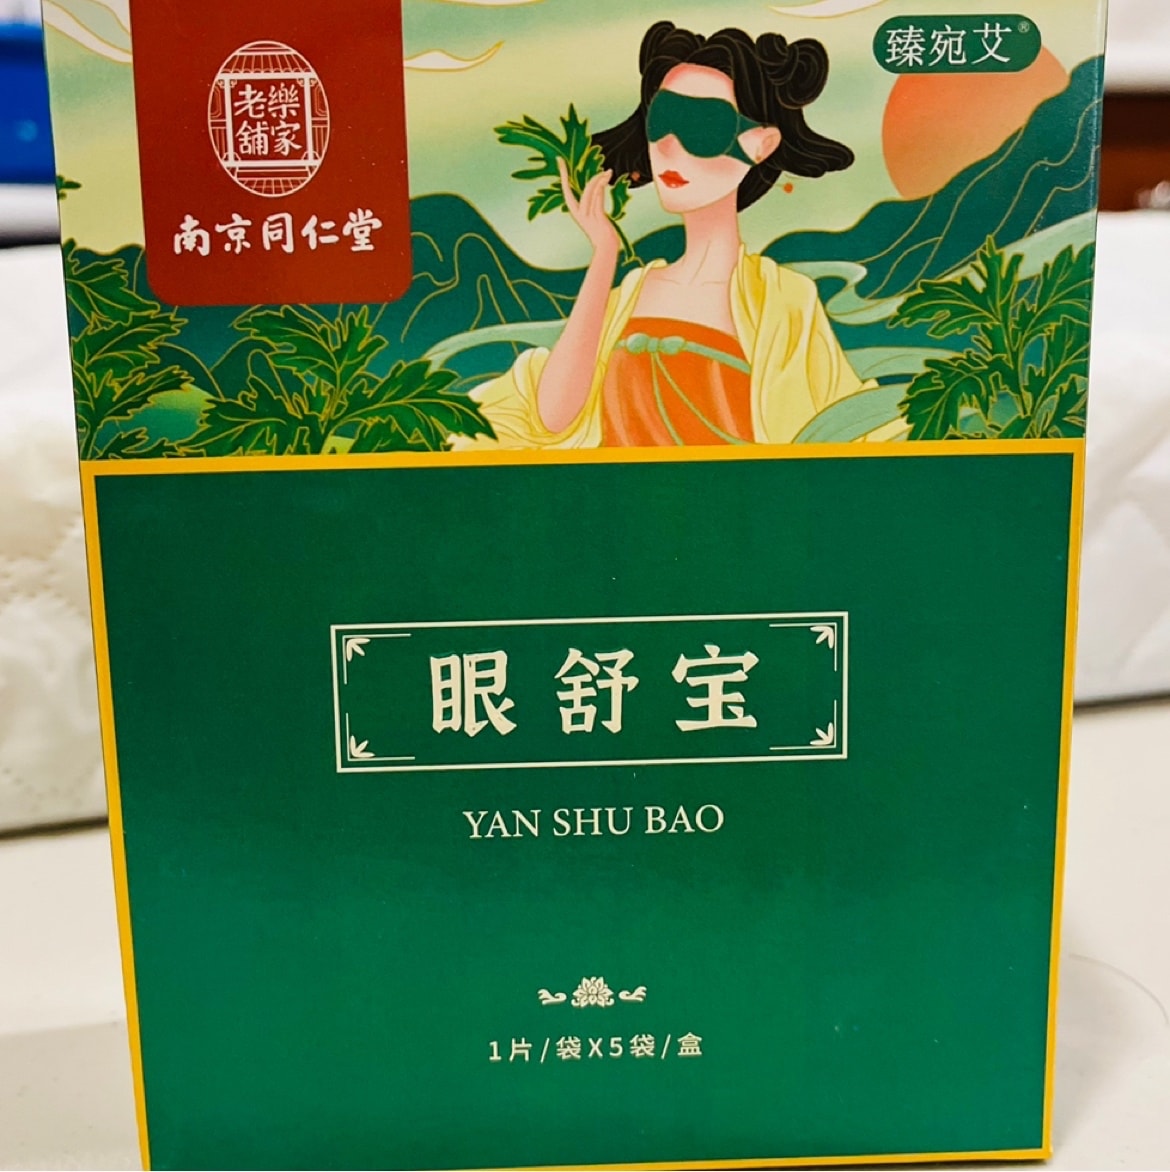 樂家
老舖
南京同仁堂
臻宛艾®
眼舒宝
YAN SHU BAO
1片/袋X5袋/盒